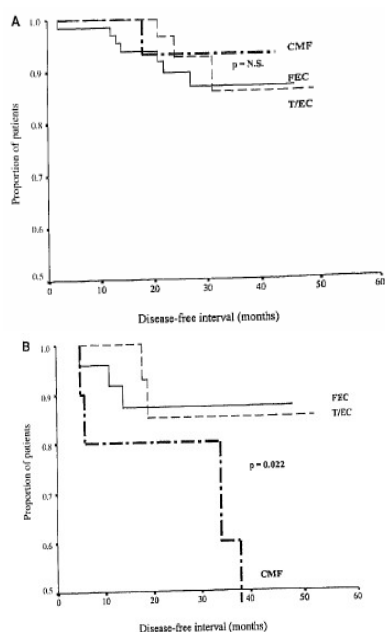 A
Proportion of patients
1.0
0.9
0.8
0.7
0.6
0.5
CMF
p = N.S.
FEC
T/EC
0 10 20 30 40 50 60
Disease-free interval (months)
B
Proportion of patients
1.0
0.9
0.8
0.7
0.6
0.5
FEC
T/EC
p = 0.022
CMF
0 10 20 30 40 50 60
Disease-free interval (months)